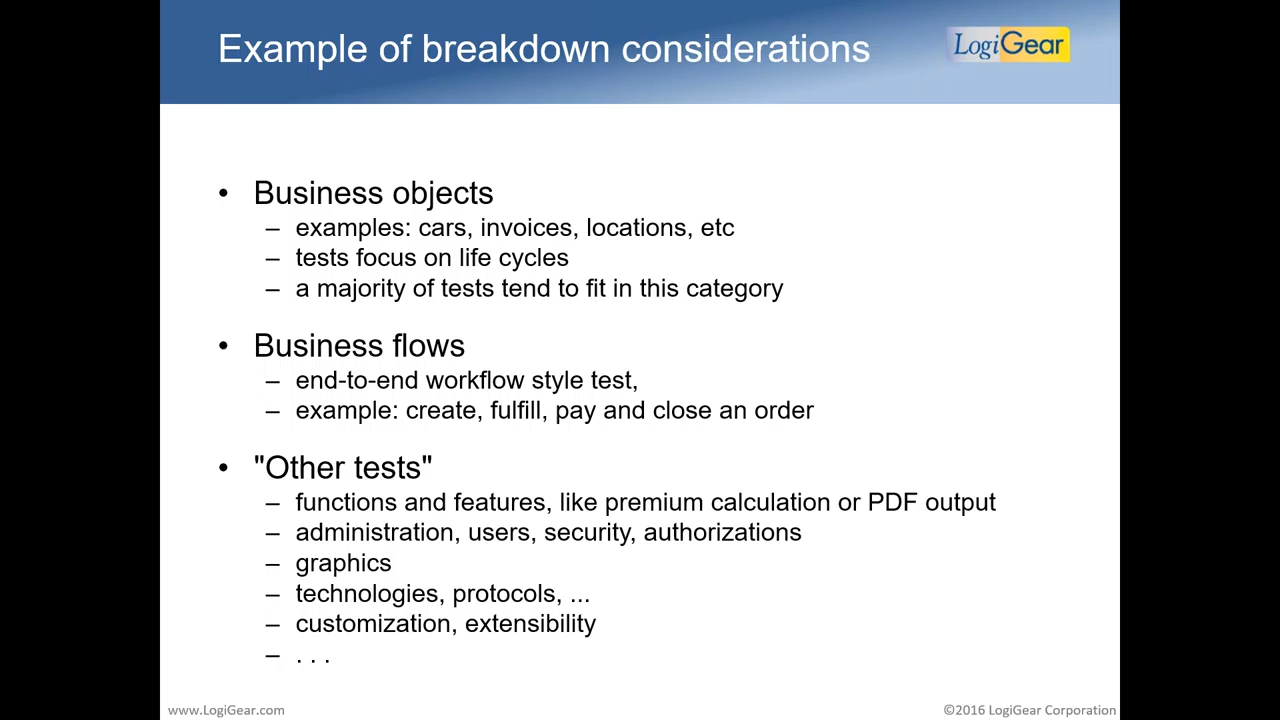 Example of breakdown considerations
LogiGear
• Business objects
– examples: cars, invoices, locations, etc
– tests focus on life cycles
– a majority of tests tend to fit in this category
• Business flows
– end-to-end workflow style test,
– example: create, fulfill, pay and close an order
• "Other tests"
– functions and features, like premium calculation or PDF output
– administration, users, security, authorizations
– graphics
– technologies, protocols, ...
– customization, extensibility
– . . .
www.LogiGear.com
©2016 LogiGear Corporation